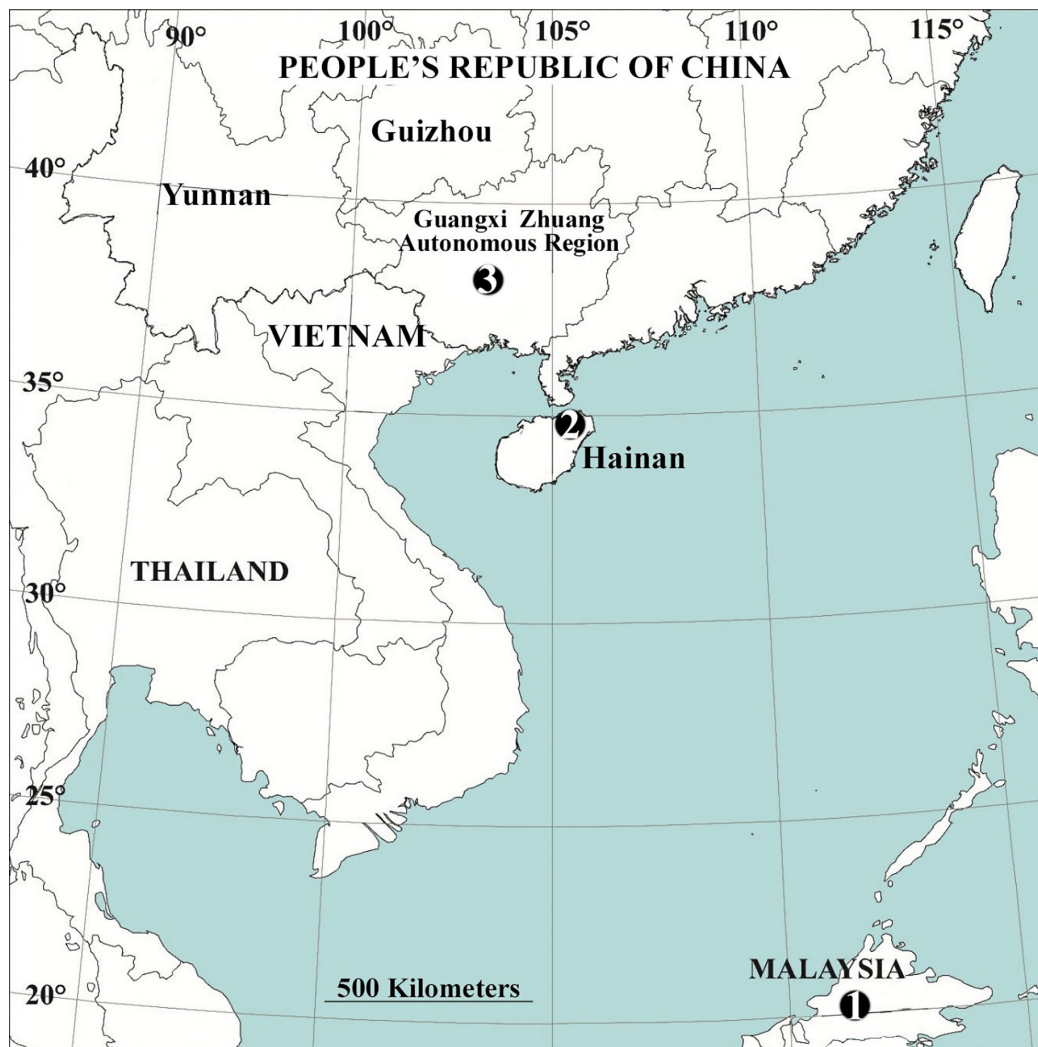 90°
100°
105°
110°
115°
PEOPLE'S REPUBLIC OF CHINA
Guizhou
40°
Yunnan
Guangxi Zhuang
Autonomous Region
3
VIETNAM
35°
2
Hainan
THAILAND
30°
25°
MALAYSIA
500 Kilometers
20°
1